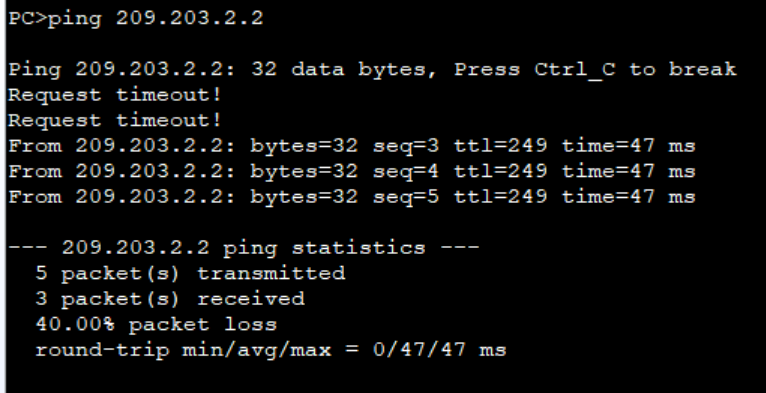 PC>ping 209.203.2.2
Ping 209.203.2.2: 32 data bytes, Press Ctrl_C to break
Request timeout!
Request timeout!
From 209.203.2.2: bytes=32 seq=3 ttl=249 time=47 ms
From 209.203.2.2: bytes=32 seq=4 ttl=249 time=47 ms
From 209.203.2.2: bytes=32 seq=5 ttl=249 time=47 ms
--- 209.203.2.2 ping statistics ---
5 packet(s) transmitted
3 packet(s) received
40.00% packet loss
round-trip min/avg/max = 0/47/47 ms